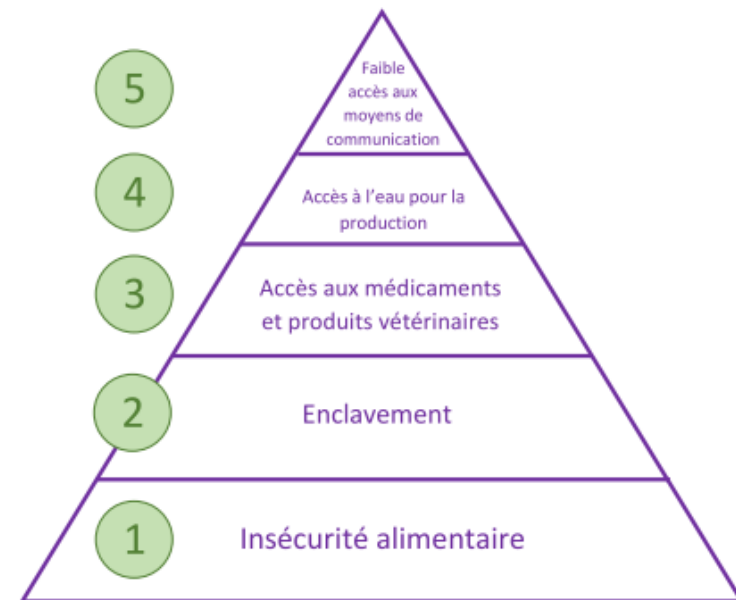 5
Faible
accès aux
moyens de
communication
4
Accès à l’eau pour la
production
3
Accès aux médicaments
et produits vétérinaires
2
Enclavement
1
Insécurité alimentaire